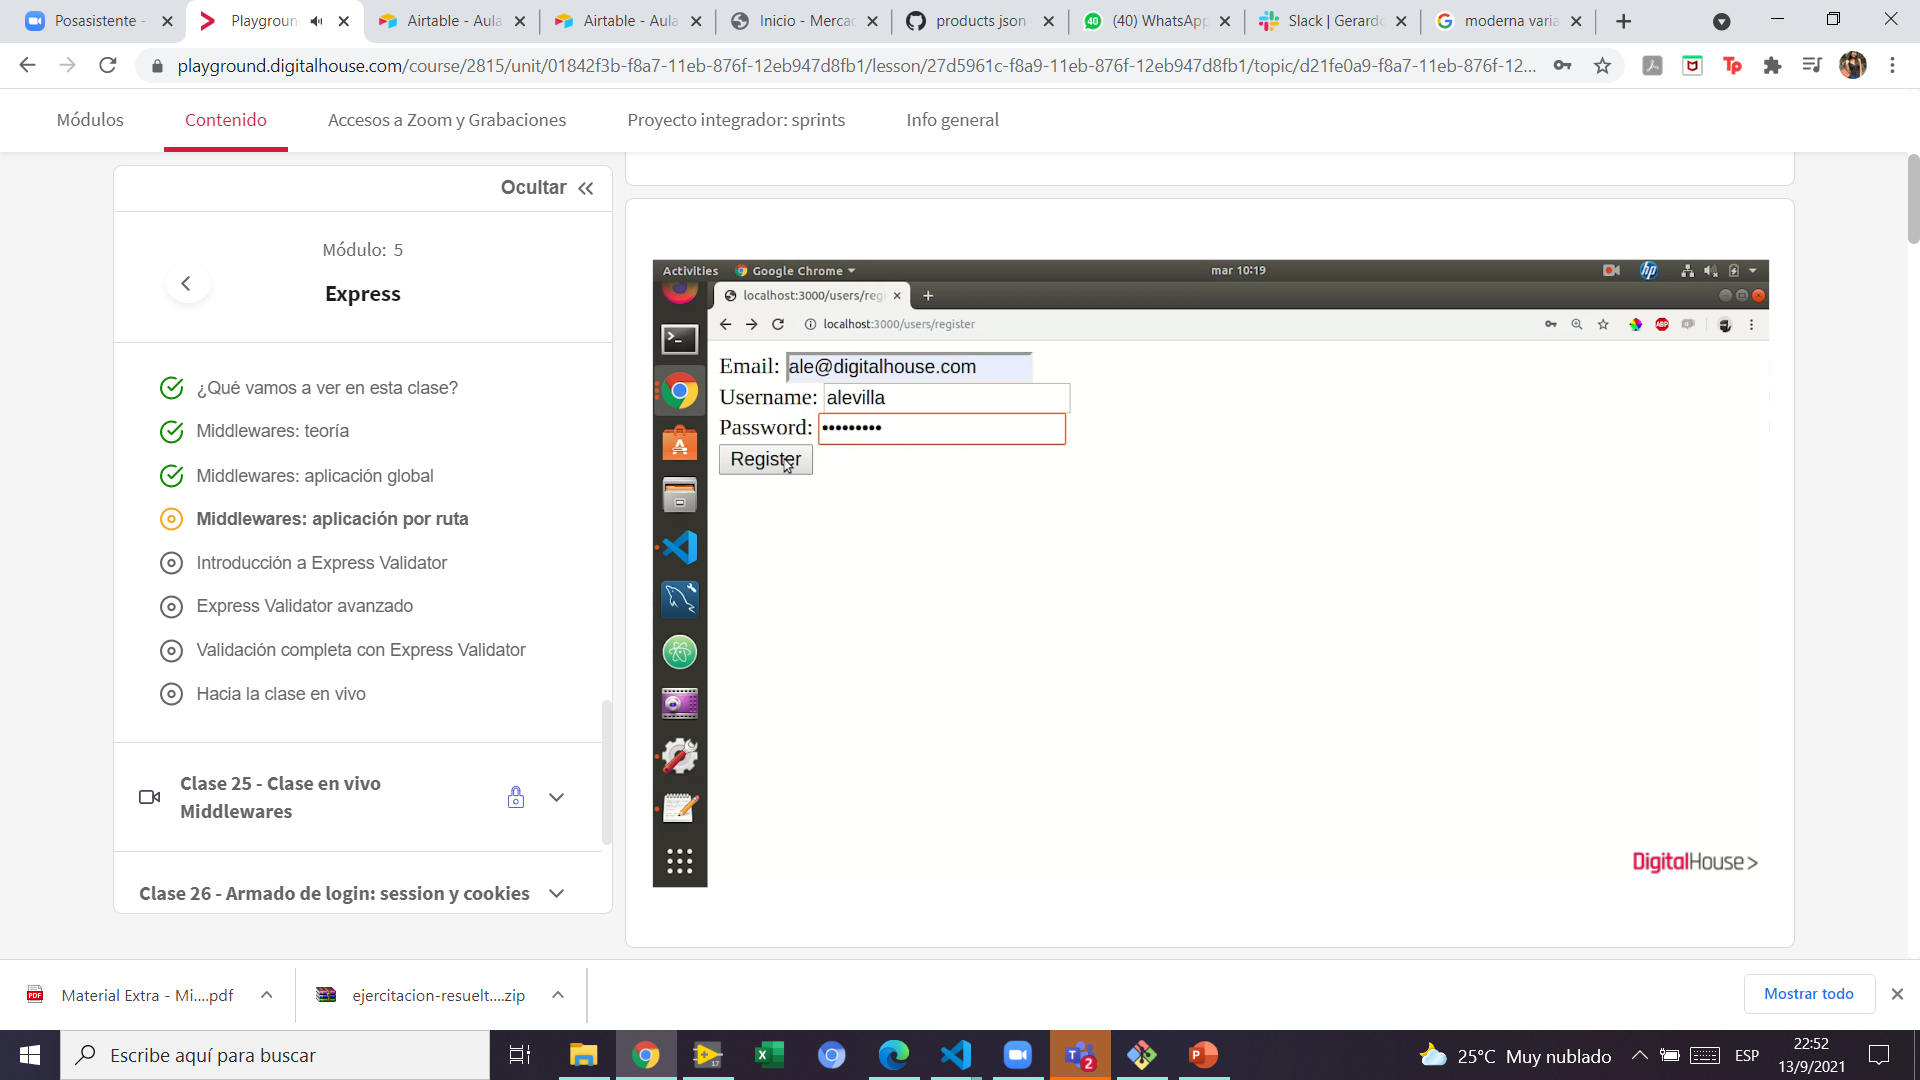 Posasistente -
Playground
Airtable - Aula
Airtable - Aula
Inicio - Mercad
products json
(40) WhatsApp
Slack | Gerardo
moderna varia
playground.digitalhouse.com/course/2815/unit/01842f3b-f8a7-11eb-876f-12eb947d8fb1/lesson/27d5961c-f8a9-11eb-876f-12eb947d8fb1/topic/d21fe0a9-f8a7-11eb-876f-12...
Módulos
Contenido
Accesos a Zoom y Grabaciones
Proyecto integrador: sprints
Info general
Ocultar
Módulo: 5
Express
¿Qué vamos a ver en esta clase?
Middlewares: teoría
Middlewares: aplicación global
Middlewares: aplicación por ruta
Introducción a Express Validator
Express Validator avanzado
Validación completa con Express Validator
Hacia la clase en vivo
Clase 25 - Clase en vivo
Middlewares
Clase 26 - Armado de login: session y cookies
Activities Google Chrome mar 10:19
localhost:3000/users/reg
localhost:3000/users/register
Email: ale@digitalhouse.com
Username: alevilla
Password: •••••••••
Register
DigitalHouse>
Material Extra - Mi....pdf
ejercitacion-resuelt....zip
Mostrar todo
Escribe aquí para buscar
25°C Muy nublado
ESP
22:52
13/9/2021